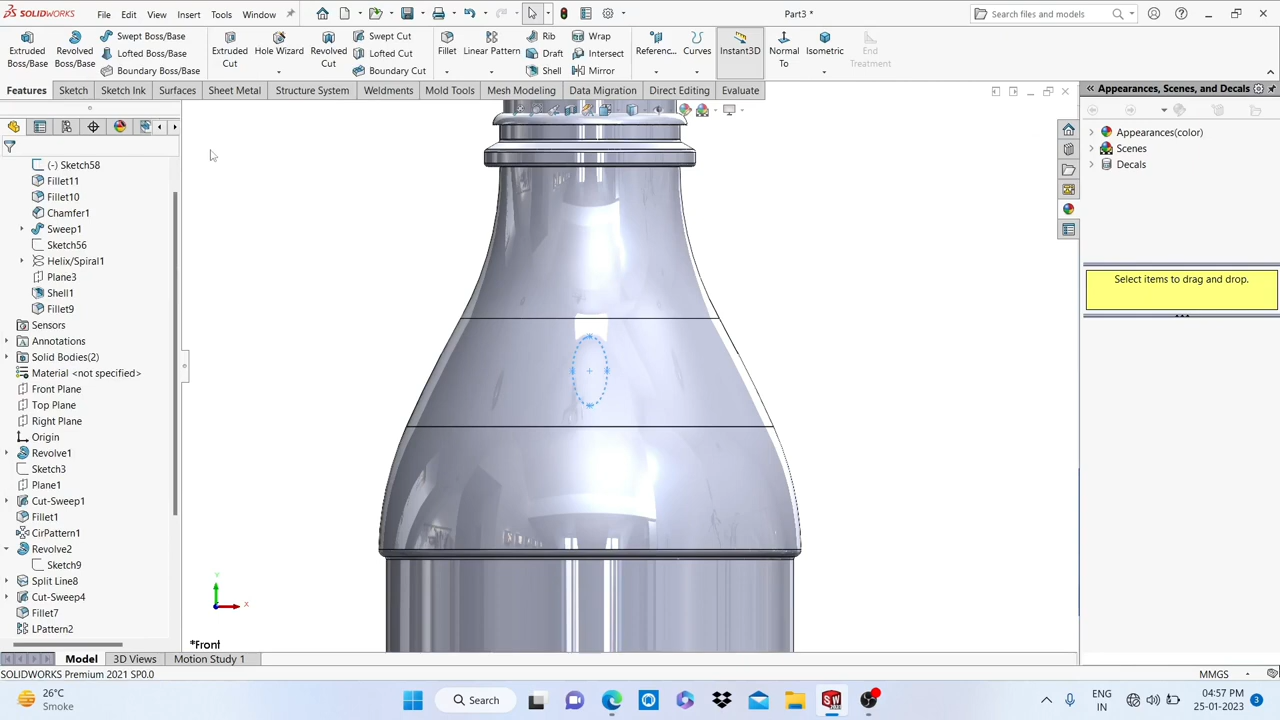 SOLIDWORKS
File Edit View Insert Tools Window
Part3 *
Search files and models
Extruded Boss/Base
Revolved Boss/Base
Swept Boss/Base
Lofted Boss/Base
Boundary Boss/Base
Extruded Cut
Hole Wizard
Revolved Cut
Swept Cut
Lofted Cut
Boundary Cut
Fillet
Linear Pattern
Rib
Draft
Shell
Wrap
Intersect
Mirror
Referenc...
Curves
Instant3D
Normal To
Isometric
End Treatment
Features Sketch Sketch Ink Surfaces Sheet Metal Structure System Weldments Mold Tools Mesh Modeling Data Migration Direct Editing Evaluate
Appearances, Scenes, and Decals
(-) Sketch58
Fillet11
Fillet10
Chamfer1
Sweep1
Sketch56
Helix/Spiral1
Plane3
Shell1
Fillet9
Sensors
Annotations
Solid Bodies(2)
Material <not specified>
Front Plane
Top Plane
Right Plane
Origin
Revolve1
Sketch3
Plane1
Cut-Sweep1
Fillet1
CirPattern1
Revolve2
Sketch9
Split Line8
Cut-Sweep4
Fillet7
LPattern2
Appearances(color)
Scenes
Decals
Select items to drag and drop.
Y
X
*Front
Model 3D Views Motion Study 1
SOLIDWORKS Premium 2021 SP0.0
MMGS
26°C
Smoke
Search
ENG
IN
04:57 PM
25-01-2023
3